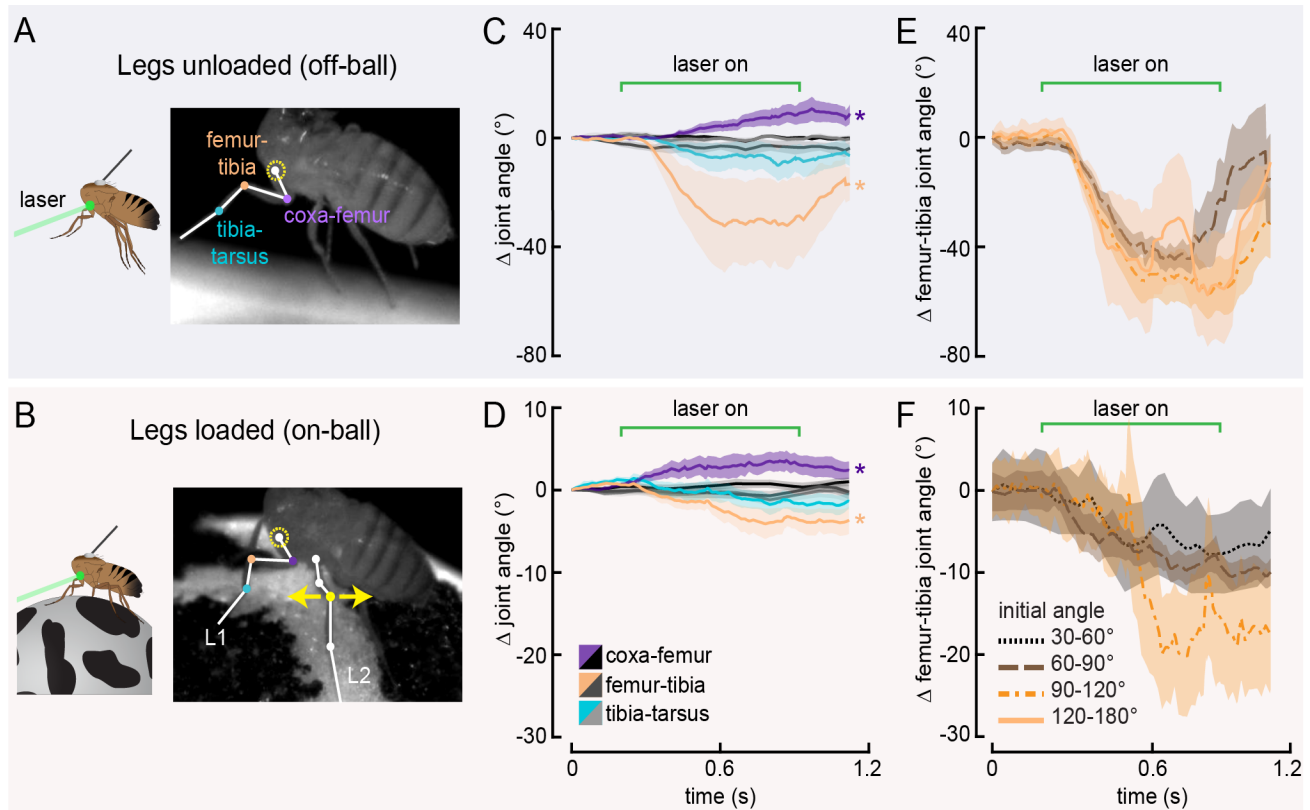 A
Legs unloaded (off-ball)
laser
femur-
tibia
coxa-femur
tibia-
tarsus
C
40
0
-40
-80
Δ joint angle (°)
laser on
*
*
E
40
0
-40
-80
Δ femur-tibia joint angle (°)
laser on
B
Legs loaded (on-ball)
L1
L2
D
10
0
-10
-20
-30
Δ joint angle (°)
laser on
*
*
coxa-femur
femur-tibia
tibia-tarsus
0
0.6
1.2
time (s)
F
10
0
-10
-20
-30
Δ femur-tibia joint angle (°)
laser on
initial angle
30-60°
60-90°
90-120°
120-180°
0
0.6
1.2
time (s)